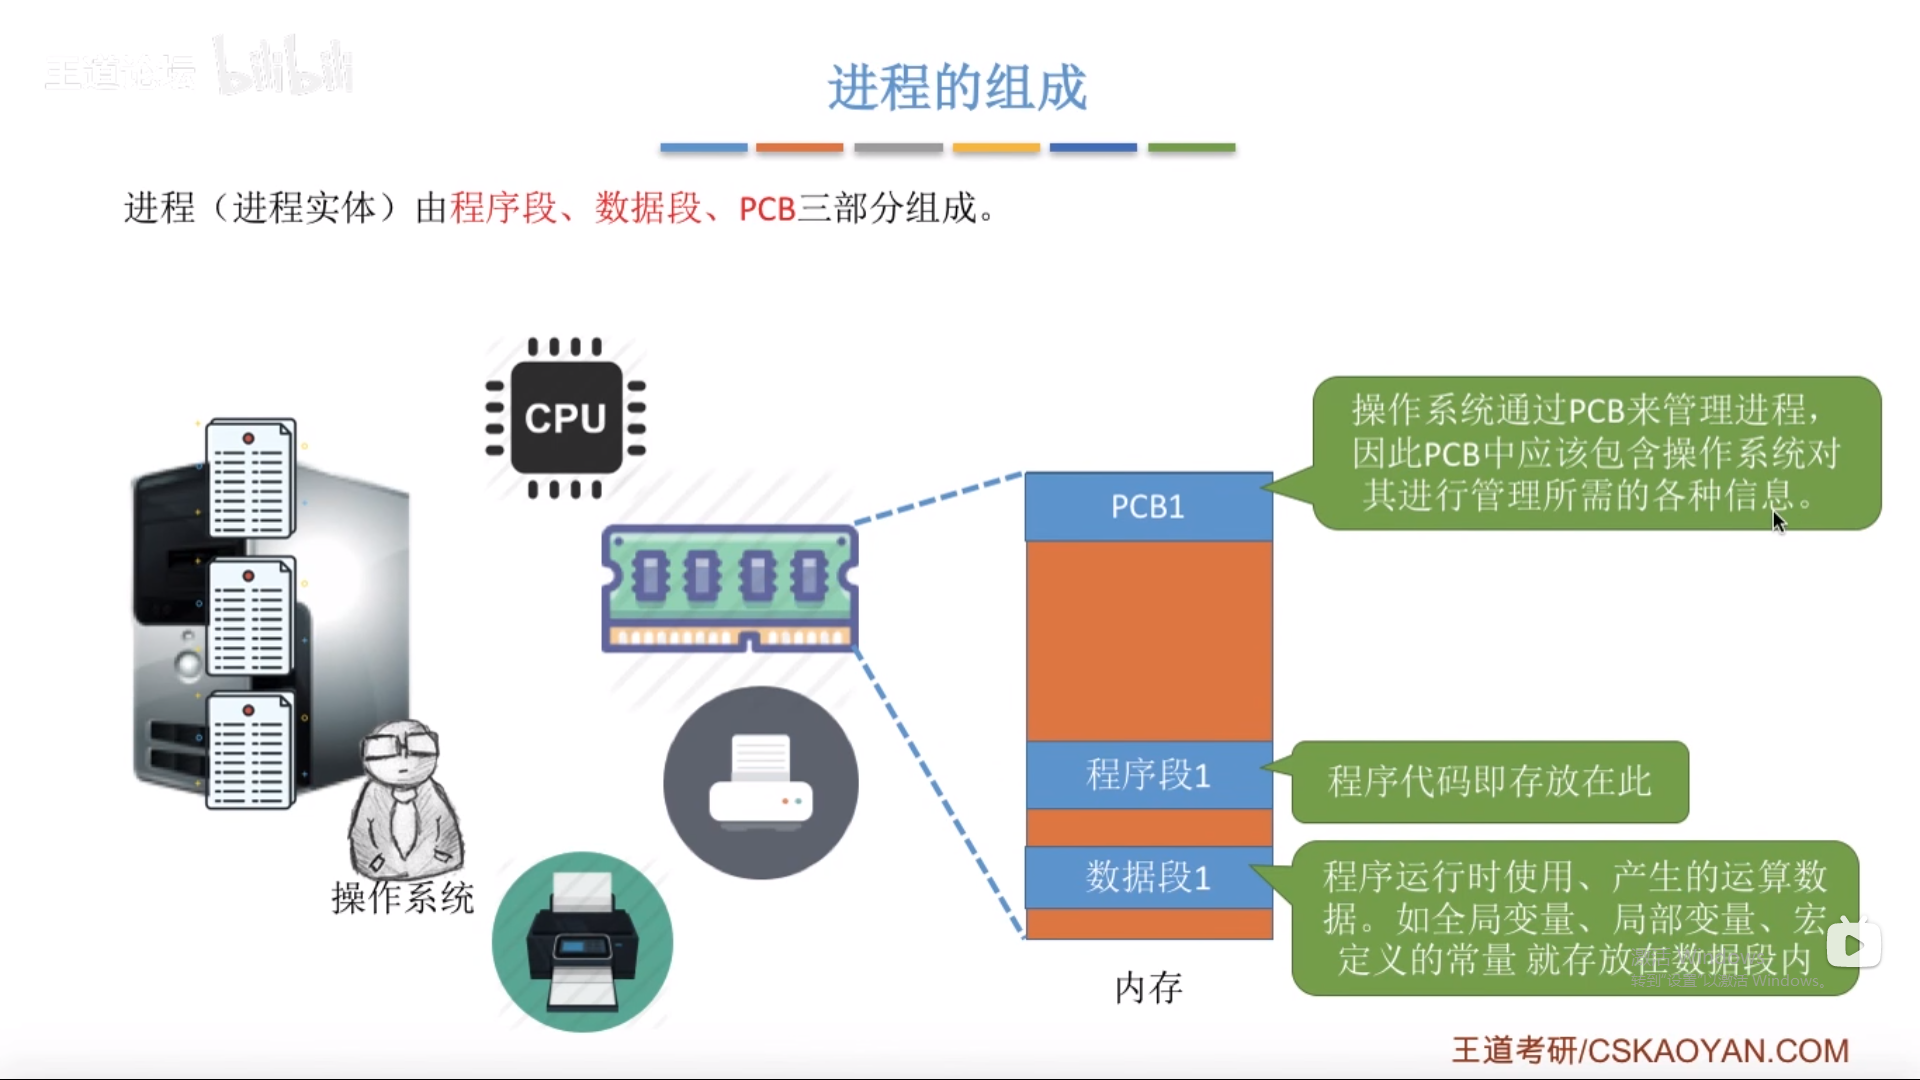 王道论坛 bilibili
进程的组成
进程（进程实体）由程序段、数据段、PCB三部分组成。
CPU
操作系统通过PCB来管理进程，
因此PCB中应该包含操作系统对
其进行管理所需的各种信息。
PCB1
程序段1
程序代码即存放在此
数据段1
程序运行时使用、产生的运算数
据。如全局变量、局部变量、宏
定义的常量 就存放在数据段内
操作系统
内存
激活 Windows
转到"设置"以激活 Windows。
王道考研/CSKAOYAN.COM